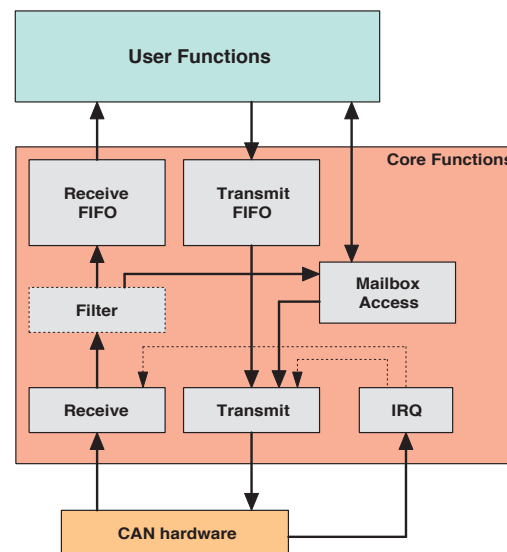 User Functions
Core Functions
Receive
FIFO
Transmit
FIFO
Mailbox
Access
Filter
Receive
Transmit
IRQ
CAN hardware